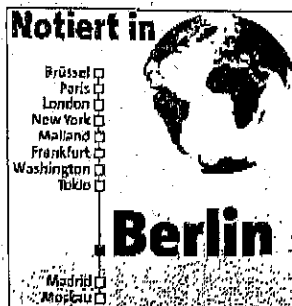 Notiert in
Brüssel
Paris
London
New York
Mailand
Frankfurt
Washington
Tokio
Berlin
Madrid
Moskau